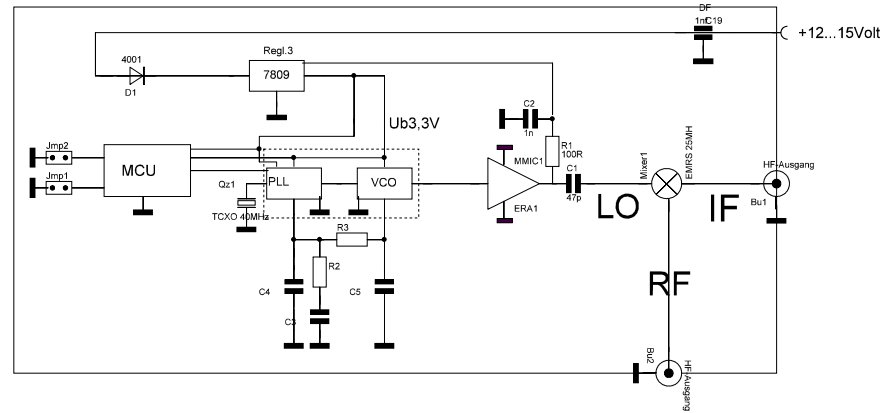 DF
1nfC19
+12...15Volt
Regl.3
4001
7809
D1
C2
1n
Ub3,3V
Jmp2
Jmp1
MCU
R1
100R
MMIC1
Qz1
PLL
VCO
C1
47p
Mixer1
EMRS 25MH
HF-Ausgang
Bu1
TCXO 40MHz
ERA1
LO
IF
R3
R2
C4
C5
C3
RF
Bu2
HF-Ausgang